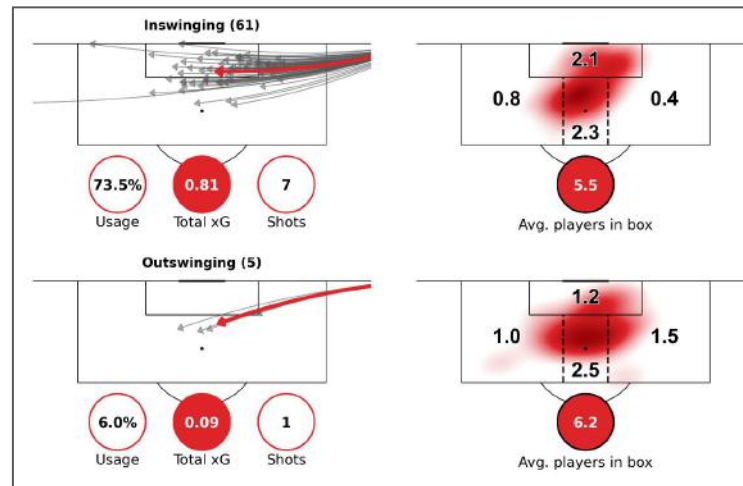 Inswinging (61)
2.1
0.8
0.4
2.3
73.5%
0.81
7
5.5
Usage
Total xG
Shots
Avg. players in box
Outswinging (5)
1.2
1.0
1.5
2.5
6.0%
0.09
1
6.2
Usage
Total xG
Shots
Avg. players in box